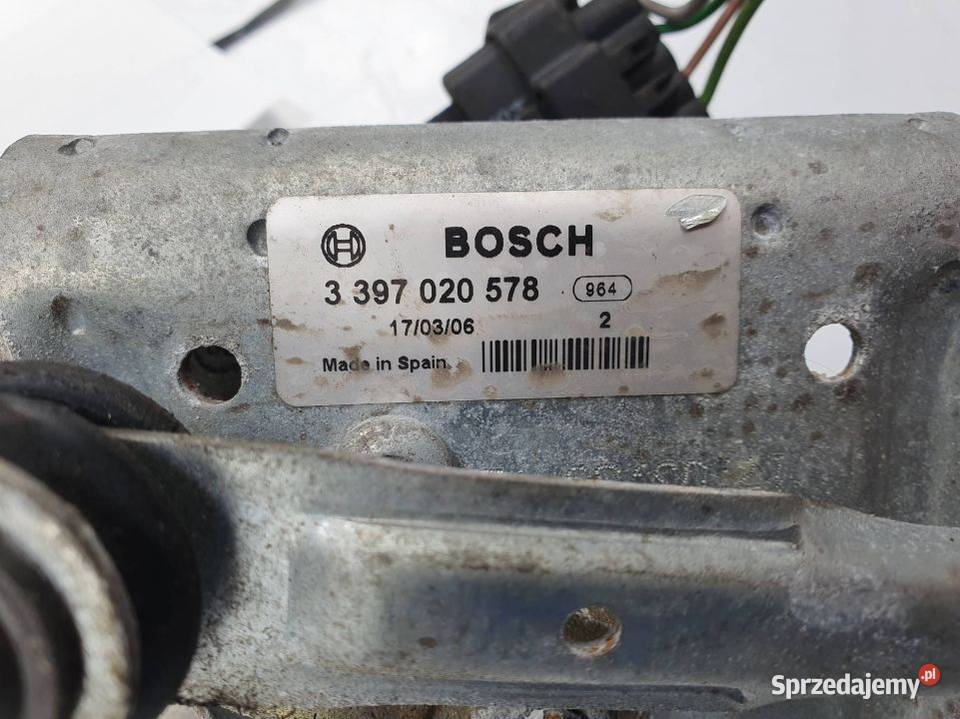 BOSCH
3 397 020 578 964
17/03/06 2
Made in Spain
Sprzedajemy.pl